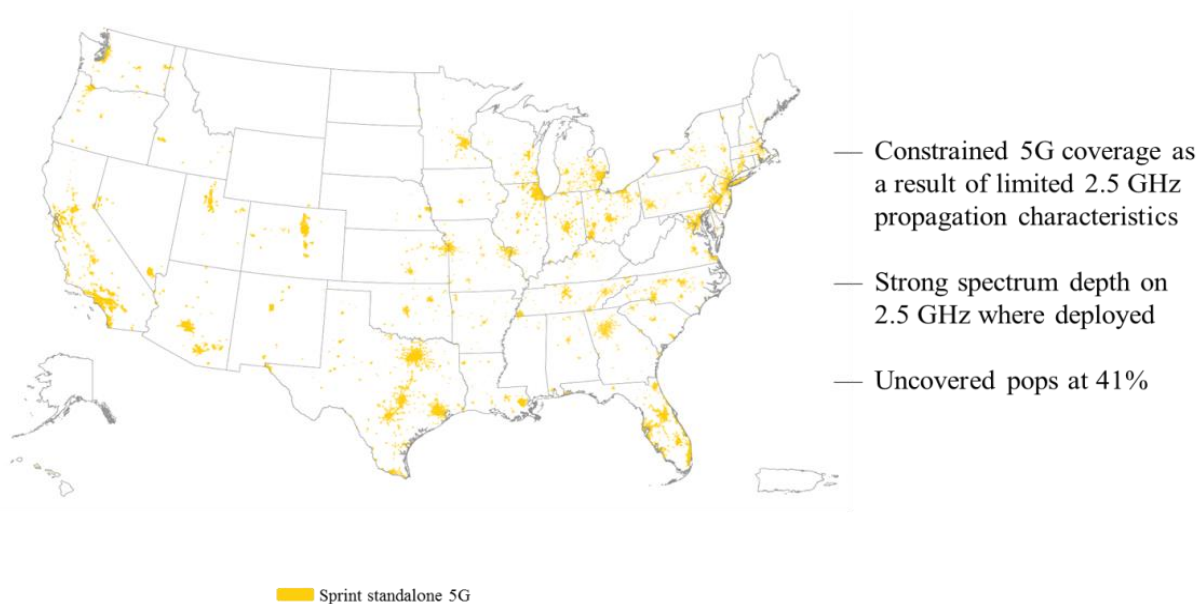 — Constrained 5G coverage as
a result of limited 2.5 GHz
propagation characteristics
— Strong spectrum depth on
2.5 GHz where deployed
— Uncovered pops at 41%
Sprint standalone 5G